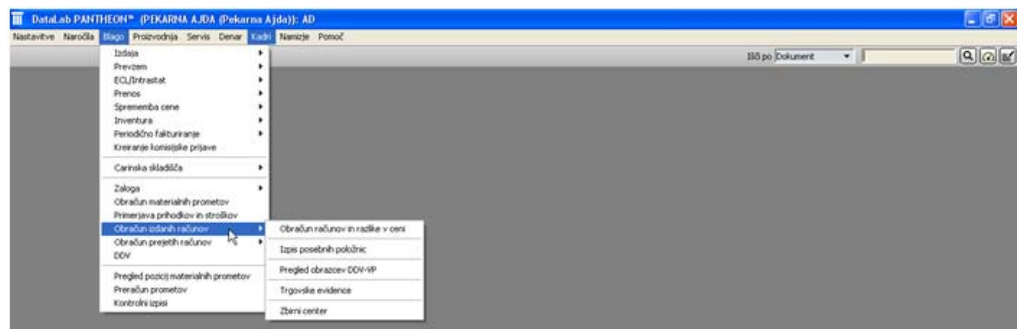 DataLab PANTHEON™ (PEKARNA AJDA (Pekarna Ajda)): AD
Nastavitve Naročila Blago Proizvodnja Servis Denar Kadri Namizje Pomoč
Išči po Dokument
Izdaja
Prevzem
ECL/Intrastat
Prenos
Sprememba cene
Inventura
Periodično fakturiranje
Kreiranje komisijske prijave
Carinska skladišča
Zaloga
Obračun materialnih prometov
Primerjava prihodkov in stroškov
Obračun izdanih računov
Obračun prejetih računov
DDV
Pregled pozicij materialnih prometov
Preračun prometov
Kontrolni izpisi
Obračun računov in razlike v ceni
Izpis posebnih položnic
Pregled obrazcev DDV-VP
Trgovske evidence
Zbirni center